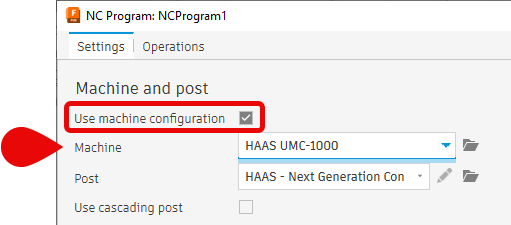 NC Program: NCProgram1
Settings
Operations
Machine and post
Use machine configuration
Machine
HAAS UMC-1000
Post
HAAS - Next Generation Con
Use cascading post